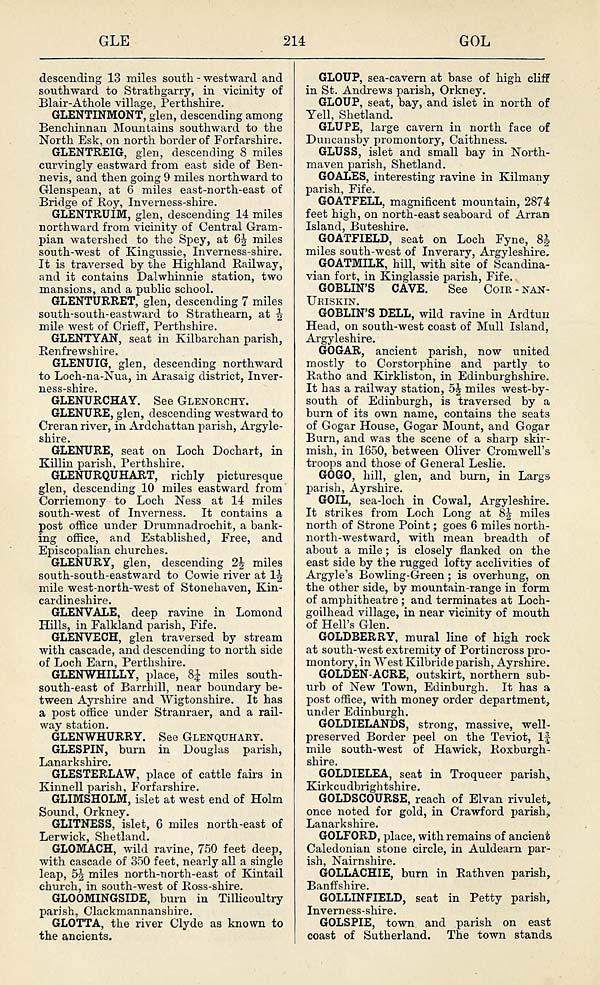 GLE 214 GOL
descending 13 miles south-westward and
southward to Strathgarry, in vicinity of
Blair-Athole village, Perthshire.
GLENTINMONT, glen, descending among
Benchinnan Mountains southward to the
North Esk, on north border of Forfarshire.
GLENTREIG, glen, descending 8 miles
curvingly eastward from east side of Ben-
nevis, and then going 9 miles northward to
Glenspean, at 6 miles east-north-east of
Bridge of Roy, Inverness-shire.
GLENTRUIM, glen, descending 14 miles
northward from vicinity of Central Gram-
pian watershed to the Spey, at 6½ miles
south-west of Kingussie, Inverness-shire.
It is traversed by the Highland Railway,
and it contains Dalwhinnie station, two
mansions, and a public school.
GLENTURRET, glen, descending 7 miles
south-south-eastward to Strathearn, at ½
mile west of Crieff, Perthshire.
GLENTYAN, seat in Kilbarchan parish,
Renfrewshire.
GLENUIG, glen, descending northward
to Loch-na-Nua, in Arasaig district, Inver-
ness-shire.
GLENURCHAY. See GLENORCHY.
GLENURE, glen, descending westward to
Creran river, in Ardchattan parish, Argyle-
shire.
GLENURE, seat on Loch Dochart, in
Killin parish, Perthshire.
GLENURQUHART, richly picturesque
glen, descending 10 miles eastward from
Corriemony to Loch Ness at 14 miles
south-west of Inverness. It contains a
post office under Drumnadrochit, a bank-
ing office, and Established, Free, and
Episcopalian churches.
GLENURY, glen, descending 2½ miles
south-south-eastward to Cowie river at 1½
mile west-north-west of Stonehaven, Kin-
cardineshire.
GLENVALE, deep ravine in Lomond
Hills, in Falkland parish, Fife.
GLENVECH, glen traversed by stream
with cascade, and descending to north side
of Loch Earn, Perthshire.
GLENWHILLY, place, 8¼ miles south-
south-east of Barrhill, near boundary be-
tween Ayrshire and Wigtonshire. It has
a post office under Stranraer, and a rail-
way station.
GLENWHURRY. See GLENQUHARY.
GLESPIN, burn in Douglas parish,
Lanarkshire.
GLESTERLAW, place of cattle fairs in
Kinnell parish, Forfarshire.
GLIMSHOLM, islet at west end of Holm
Sound, Orkney.
GLITNESS, islet, 6 miles north-east of
Lerwick, Shetland.
GLOMACH, wild ravine, 750 feet deep,
with cascade of 350 feet, nearly all a single
leap, 5½ miles north-north-east of Kintail
church, in south-west of Ross-shire.
GLOOMINGSIDE, burn in Tillicoultry
parish, Clackmannanshire.
GLOTTA, the river Clyde as known to
the ancients.
GLOUP, sea-cavern at base of high cliff
in St. Andrews parish, Orkney.
GLOUP, seat, bay, and islet in north of
Yell, Shetland.
GLUPE, large cavern in north face of
Duncansby promontory, Caithness.
GLUSS, islet and small bay in North-
maven parish, Shetland.
GOALES, interesting ravine in Kilmany
parish, Fife.
GOATFELL, magnificent mountain, 2874
feet high, on north-east seaboard of Arran
Island, Buteshire.
GOATFIELD, seat on Loch Fyne, 8½
miles south-west of Inverary, Argyleshire.
GOATMILK, hill, with site of Scandina-
vian fort, in Kinglassie parish, Fife.
GOBLIN'S CAVE. See COIR-NAN-
URISKIN.
GOBLIN'S DELL, wild ravine in Ardtun
Head, on south-west coast of Mull Island,
Argyleshire.
GOGAR, ancient parish, now united
mostly to Corstorphine and partly to
Ratho and Kirkliston, in Edinburghshire.
It has a railway station, 5½ miles west-by-
south of Edinburgh, is traversed by a
burn of its own name, contains the seats
of Gogar House, Gogar Mount, and Gogar
Burn, and was the scene of a sharp skir-
mish, in 1650, between Oliver Cromwell's
troops and those of General Leslie.
GOGO, hill, glen, and burn, in Largs
parish, Ayrshire.
GOIL, sea-loch in Cowal, Argyleshire.
It strikes from Loch Long at 8½ miles
north of Strone Point; goes 6 miles north-
north-westward, with mean breadth of
about a mile; is closely flanked on the
east side by the rugged lofty acclivities of
Argyle's Bowling-Green; is overhung, on
the other side, by mountain-range in form
of amphitheatre; and terminates at Loch-
goilhead village, in near vicinity of mouth
of Hell's Glen.
GOLDBERRY, mural line of high rock
at south-west extremity of Portincross pro-
montory, in West Kilbride parish, Ayrshire.
GOLDEN-ACRE, outskirt, northern sub-
urb of New Town, Edinburgh. It has a
post office, with money order department,
under Edinburgh.
GOLDIELANDS, strong, massive, well-
preserved Border peel on the Teviot, 1¾
mile south-west of Hawick, Roxburgh-
shire.
GOLDIELEA, seat in Troqueer parish,
Kirkcudbrightshire.
GOLDSCOURSE, reach of Elvan rivulet,
once noted for gold, in Crawford parish,
Lanarkshire.
GOLFORD, place, with remains of ancient
Caledonian stone circle, in Auldearn par-
ish, Nairnshire.
GOLLACHIE, burn in Rathven parish,
Banffshire.
GOLLINFIELD, seat in Petty parish,
Inverness-shire.
GOLSPIE, town and parish on east
coast of Sutherland. The town stands